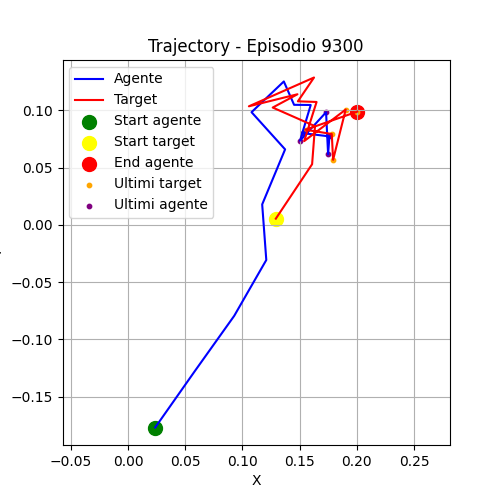 Trajectory - Episodio 9300
Agente
Target
Start agente
Start target
End agente
Ultimi target
Ultimi agente
0.10
0.05
0.00
−0.05
−0.10
−0.15
−0.05
0.00
0.05
0.10
0.15
0.20
0.25
X